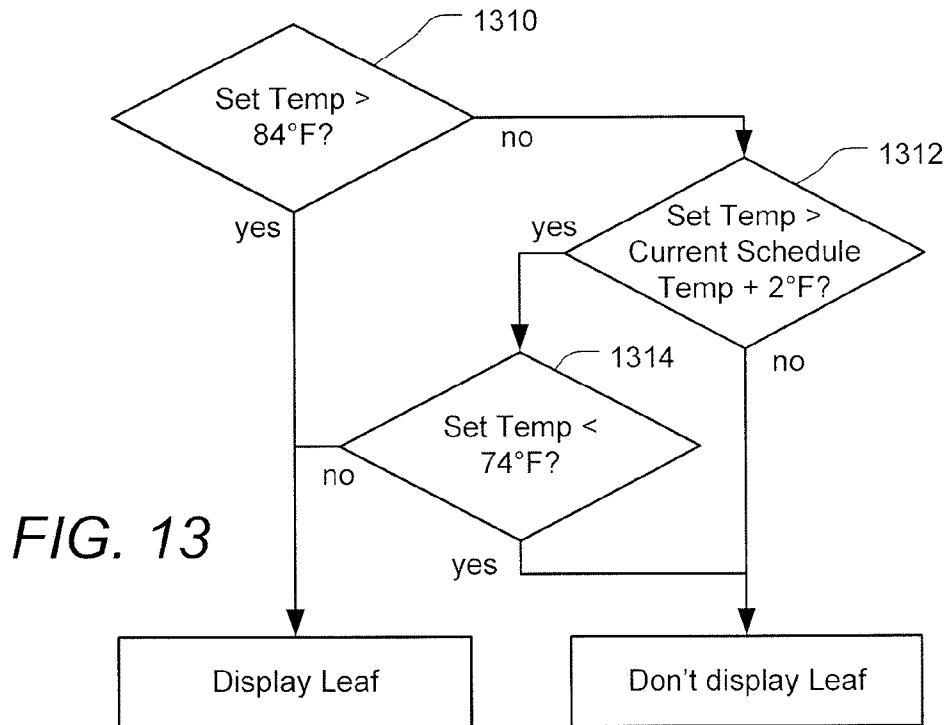 1310
Set Temp >
84°F?
no
yes
1312
Set Temp >
Current Schedule
Temp + 2°F?
yes
no
1314
Set Temp <
74°F?
no
yes
FIG. 13
Display Leaf
Don't display Leaf